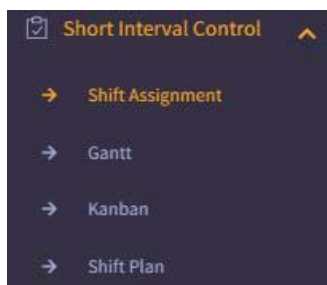 Short Interval Control
Shift Assignment
Gantt
Kanban
Shift Plan